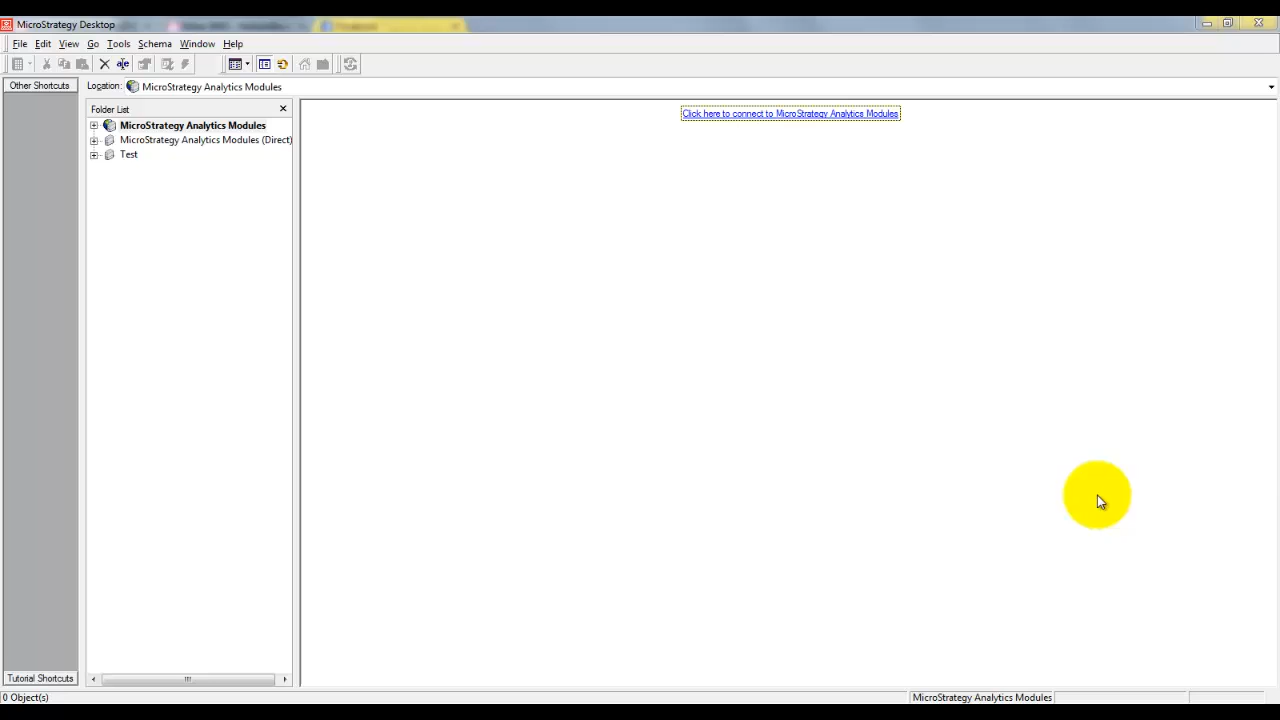 MicroStrategy Desktop
File Edit View Go Tools Schema Window Help
Other Shortcuts
Location: MicroStrategy Analytics Modules
Folder List
MicroStrategy Analytics Modules
MicroStrategy Analytics Modules (Direct)
Test
Click here to connect to MicroStrategy Analytics Modules
Tutorial Shortcuts
0 Object(s)
MicroStrategy Analytics Modules